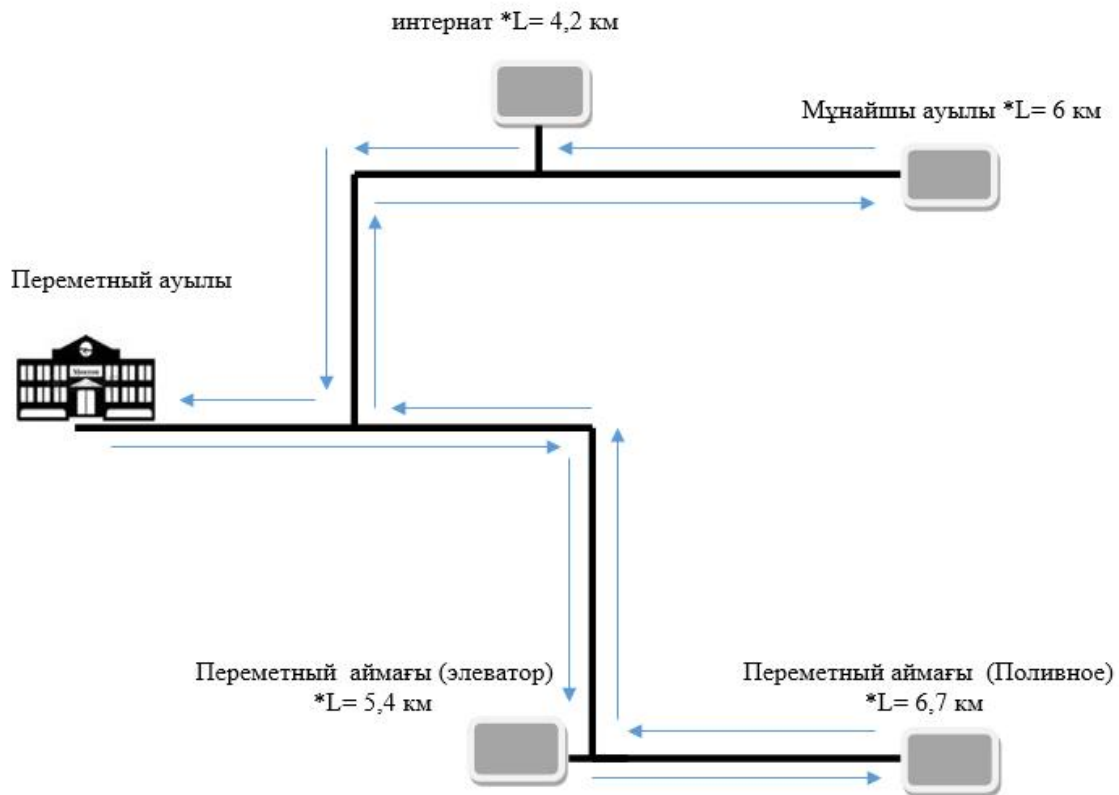 интернат *L= 4,2 км
Мұнайшы ауылы *L= 6 км
Переметный ауылы
Мектеп
Переметный аймағы (элеватор)
*L= 5,4 км
Переметный аймағы (Поливное)
*L= 6,7 км